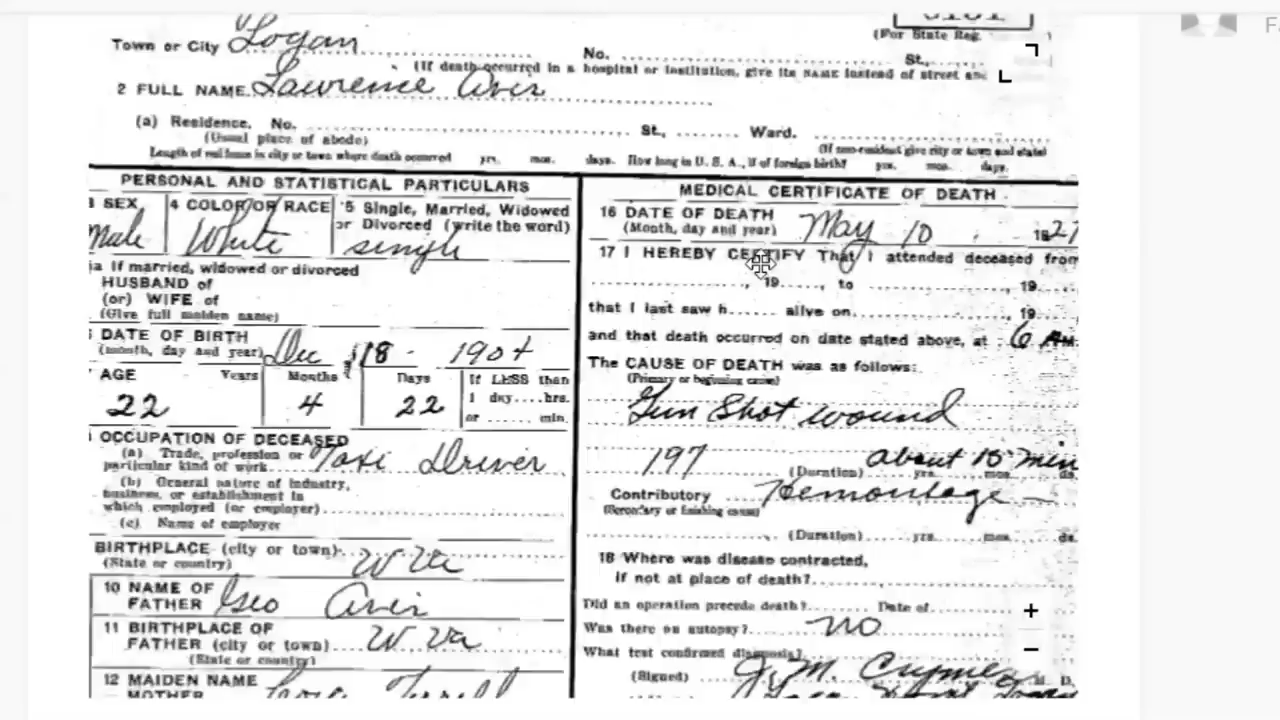 (For State Reg.
Town or City Logan No. St.,
(If death occurred in a hospital or institution, give its NAME instead of street and
2 FULL NAME Lawrence Avis
(a) Residence, No. St., Ward.
(Usual place of abode) (If non-resident give city or town and state)
Length of residence in city or town where death occurred yrs. mos. days. How long in U. S. A., if of foreign birth? yrs. mos. days.
PERSONAL AND STATISTICAL PARTICULARS
SEX 4 COLOR OR RACE 5 Single, Married, Widowed
or Divorced (write the word)
Male White single
a If married, widowed or divorced
HUSBAND of
(or) WIFE of
(Give full maiden name)
DATE OF BIRTH
(month, day and year) Dec 18 - 1904
AGE Years Months Days If LESS than
1 day....hrs.
or .... min.
22 4 22
OCCUPATION OF DECEASED
(a) Trade, profession or
particular kind of work Taxi Driver
(b) General nature of industry,
business, or establishment in
which employed (or employer)
(c) Name of employer
BIRTHPLACE (city or town)
(State or country) W Va
10 NAME OF
FATHER Geo Avis
11 BIRTHPLACE OF
FATHER (city or town) W Va
(State or country)
12 MAIDEN NAME
MOTHER
MEDICAL CERTIFICATE OF DEATH
16 DATE OF DEATH
(Month, day and year) May 10 27
17 I HEREBY CERTIFY That I attended deceased from
, 19 , to , 19
that I last saw h...... alive on , 19
and that death occurred on date stated above, at 6 AM.
The CAUSE OF DEATH was as follows:
(Primary or beginning cause)
Gun Shot wound
197 about 15 min
(Duration) yrs. mos. ds.
Contributory Hemorrhage
(Secondary or finishing cause)
(Duration) yrs. mos. ds.
18 Where was disease contracted,
if not at place of death?
Did an operation precede death? Date of
Was there an autopsy? no
What test confirmed diagnosis?
(Signed) J. M. M. D.